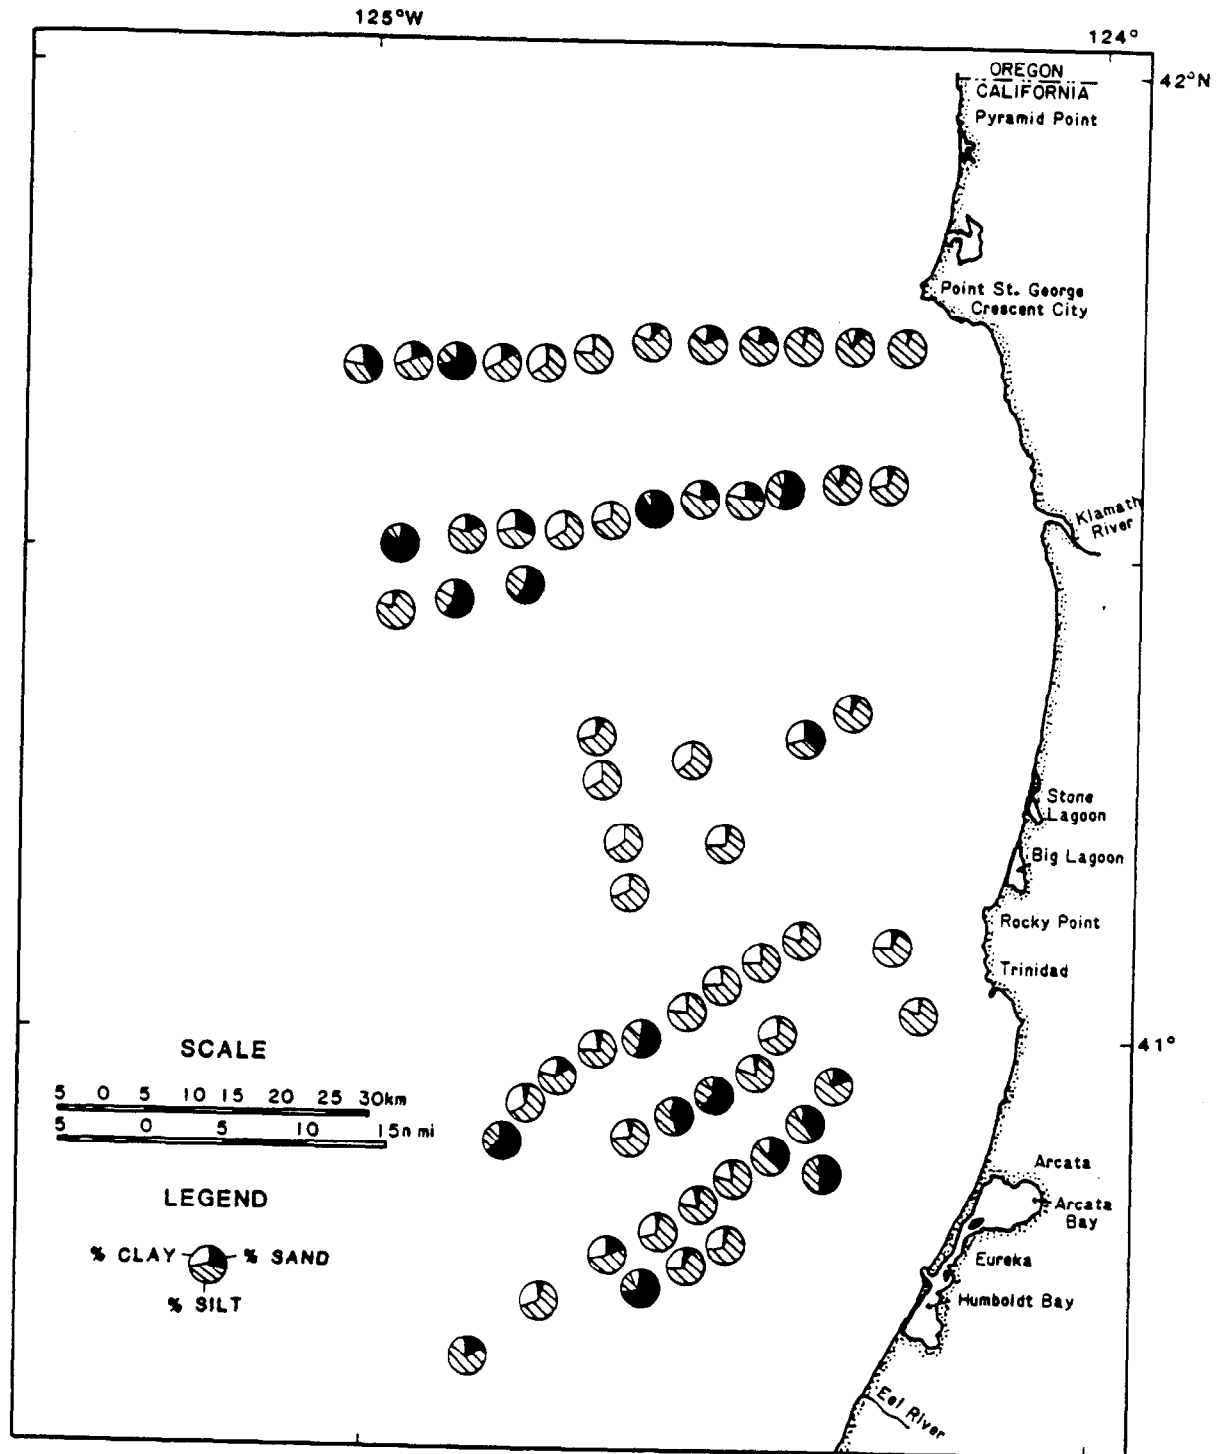 125°W
124°
42°N
OREGON
CALIFORNIA
Pyramid Point
Point St. George
Crescent City
Klamath
River
Stone
Lagoon
Big Lagoon
Rocky Point
Trinidad
41°
SCALE
5 0 5 10 15 20 25 30km
5 0 5 10 15n mi
LEGEND
% CLAY % SAND
% SILT
Arcata
Arcata
Bay
Eureka
Humboldt Bay
Eel River